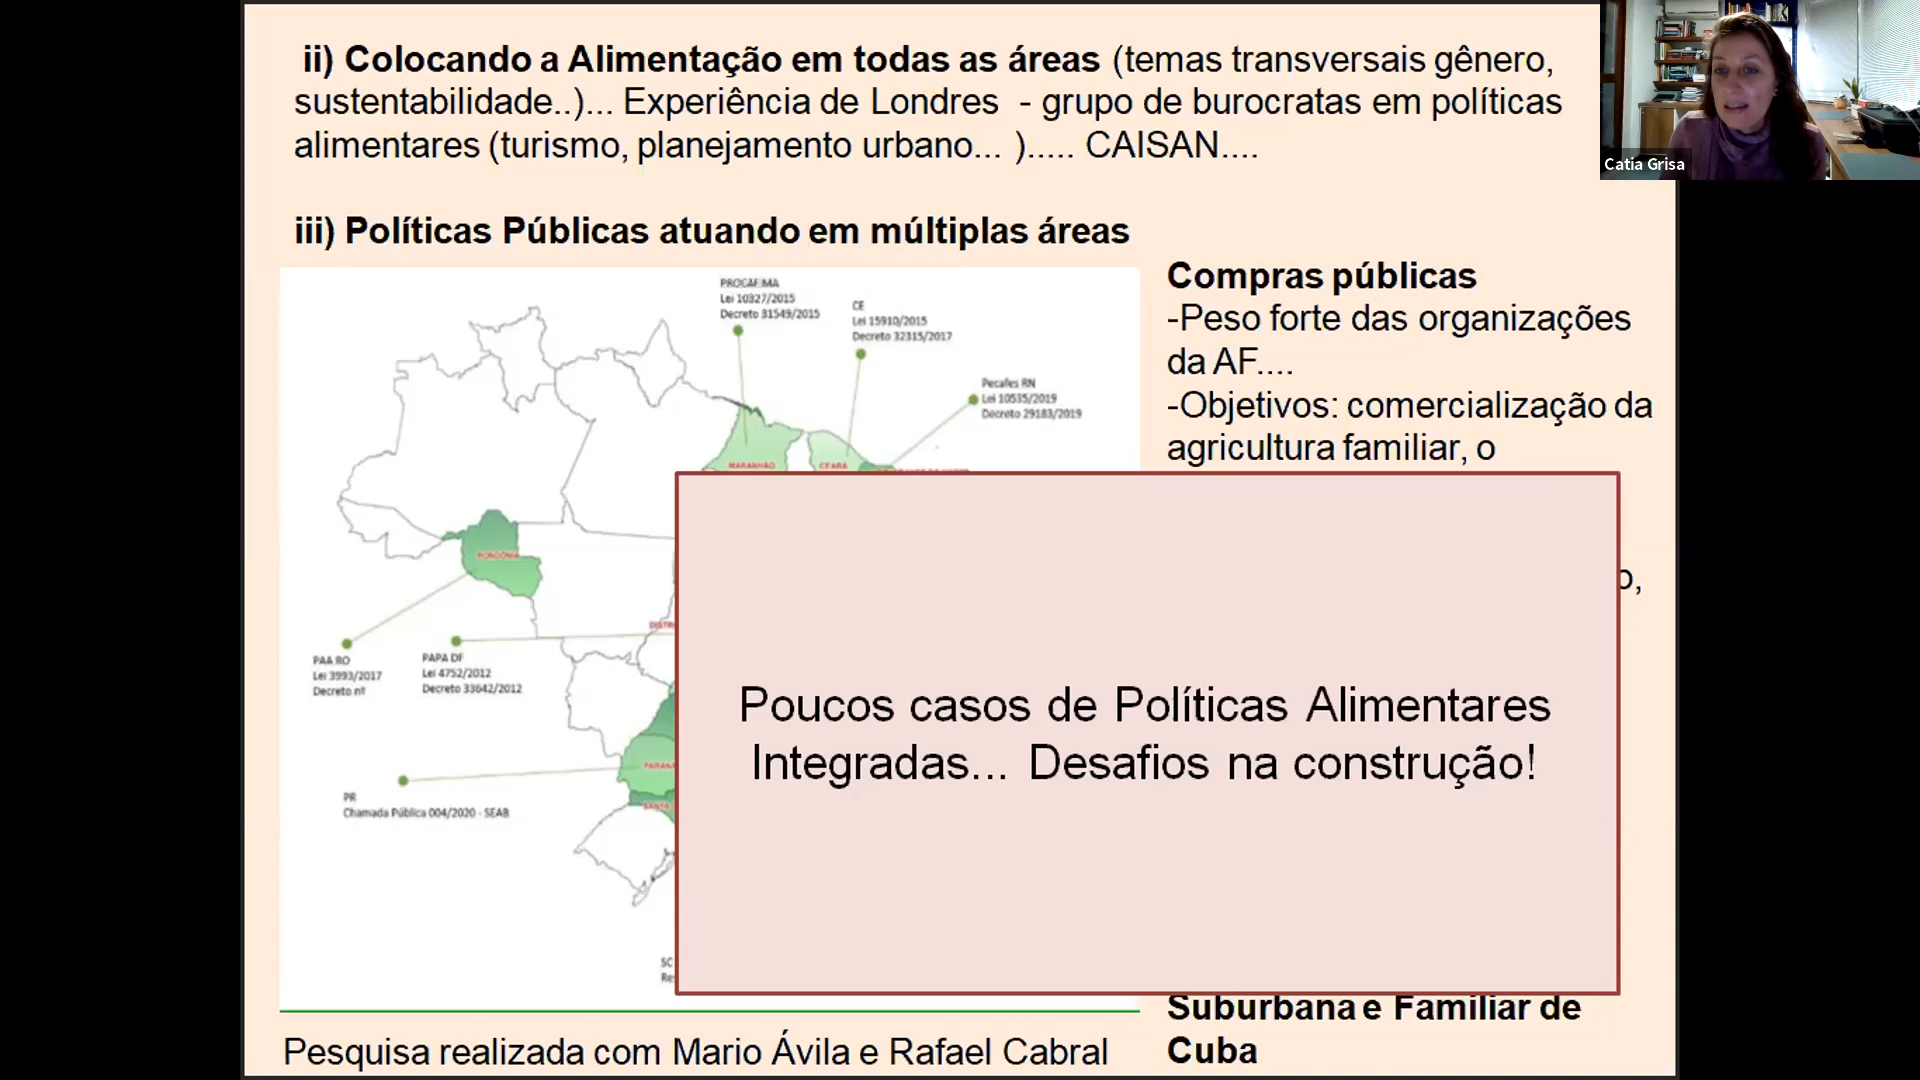 ii) Colocando a Alimentação em todas as áreas (temas transversais gênero,
sustentabilidade..)... Experiência de Londres - grupo de burocratas em políticas
alimentares (turismo, planejamento urbano... )..... CAISAN....
Catia Grisa
iii) Políticas Públicas atuando em múltiplas áreas
Lei 10327/2015
Decreto 31549/2015
CE
Lei 15910/2015
Decreto 32315/2017
Pecafes RN
Lei 10535/2019
Decreto 29183/2019
MARANHÃO
CEARÁ
RONDÔNIA
PAA RO
Lei 3993/2017
Decreto nº
PAPA DF
Lei 4752/2012
Decreto 33642/2012
PR
Chamada Pública 004/2020 - SEAB
SC
Compras públicas
-Peso forte das organizações
da AF....
-Objetivos: comercialização da
agricultura familiar, o
o,
Poucos casos de Políticas Alimentares
Integradas... Desafios na construção!
Suburbana e Familiar de
Cuba
Pesquisa realizada com Mario Ávila e Rafael Cabral